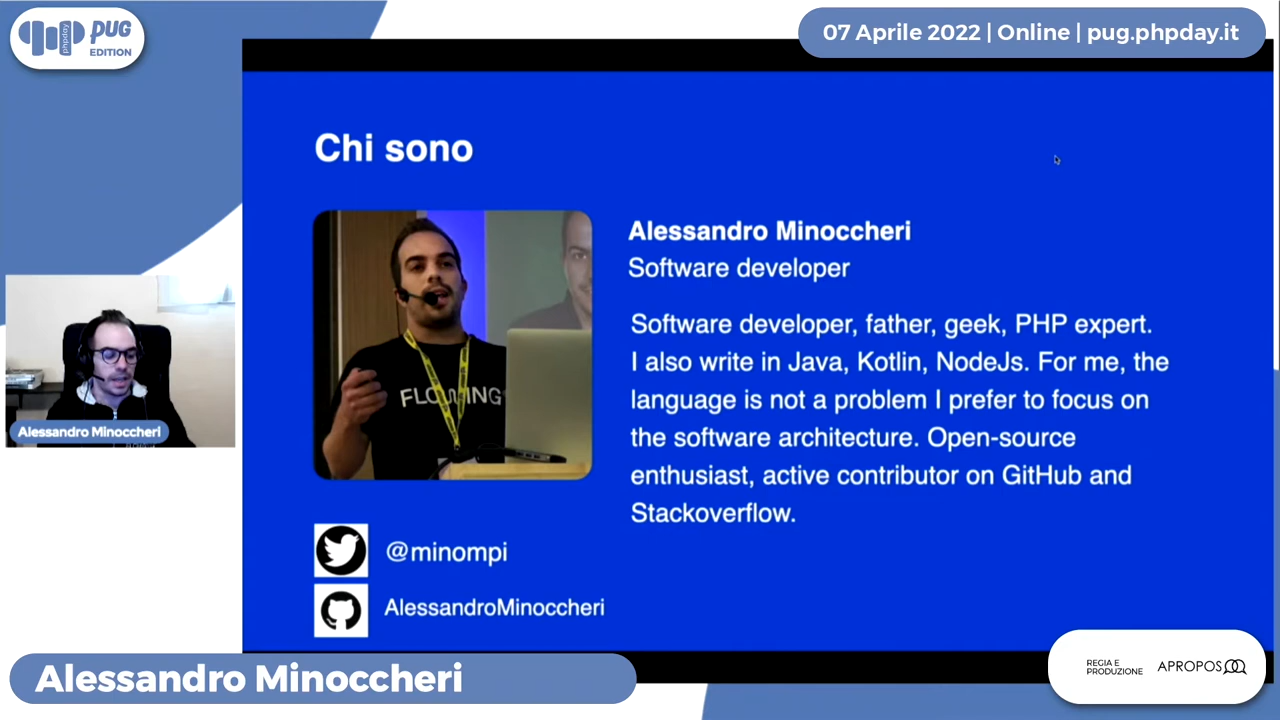 phpday
PUG
EDITION
07 Aprile 2022 | Online | pug.phpday.it
Chi sono
Alessandro Minoccheri
Software developer
Software developer, father, geek, PHP expert.
I also write in Java, Kotlin, NodeJs. For me, the
language is not a problem I prefer to focus on
the software architecture. Open-source
enthusiast, active contributor on GitHub and
Stackoverflow.
@minompi
AlessandroMinoccheri
Alessandro Minoccheri
Alessandro Minoccheri
REGIA E
PRODUZIONE
APROPOS